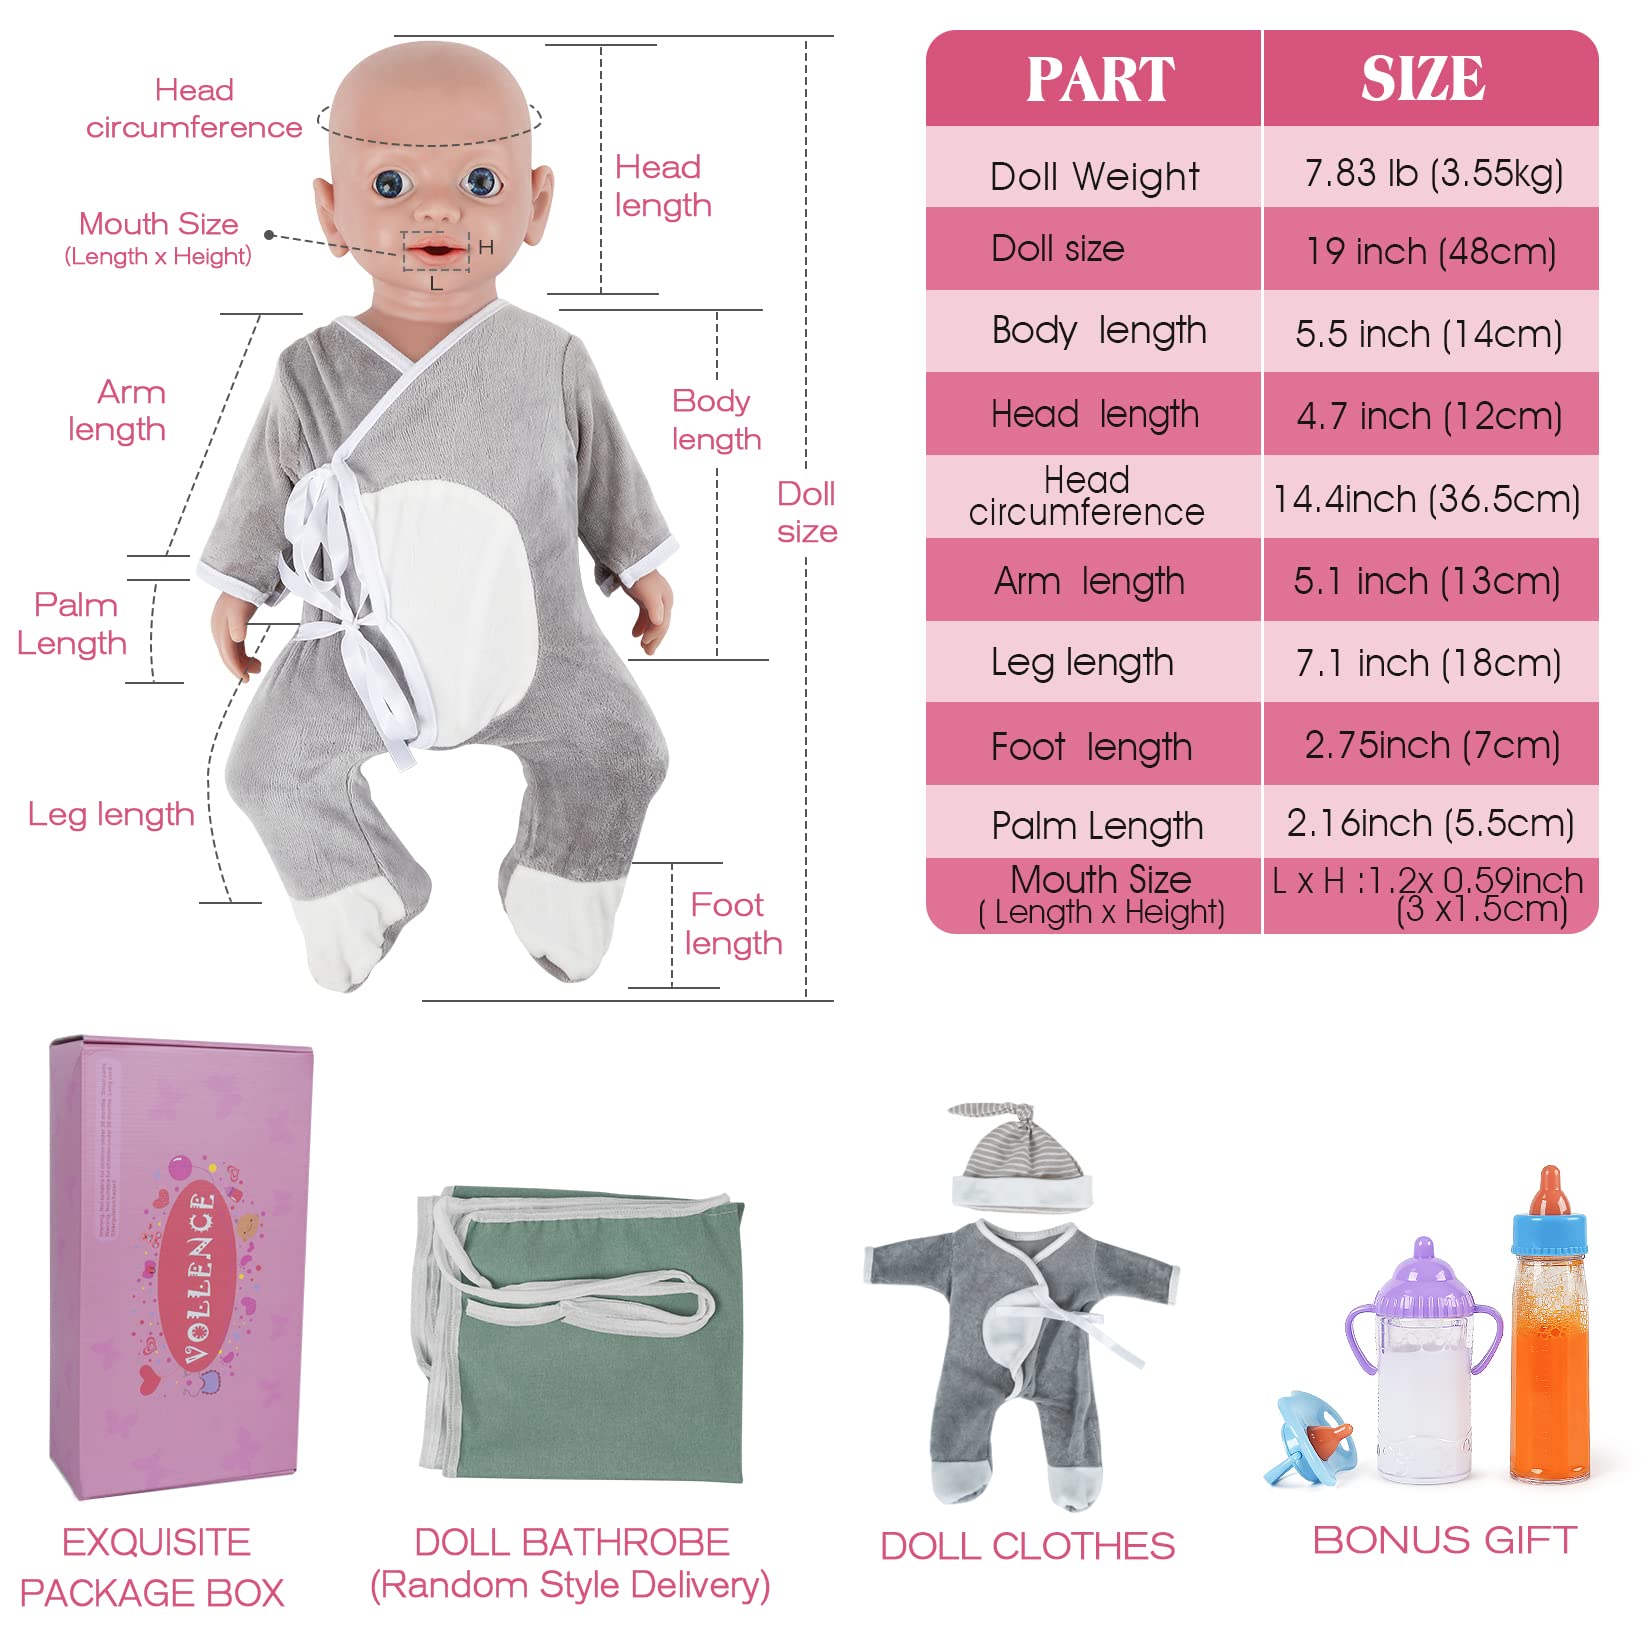 Head
circumference
Mouth Size
(Length x Height)
H
L
Head
length
Arm
length
Body
length
Doll
size
Palm
Length
Leg length
Foot
length
PART SIZE
Doll Weight 7.83 lb (3.55kg)
Doll size 19 inch (48cm)
Body length 5.5 inch (14cm)
Head length 4.7 inch (12cm)
Head
circumference 14.4inch (36.5cm)
Arm length 5.1 inch (13cm)
Leg length 7.1 inch (18cm)
Foot length 2.75inch (7cm)
Palm Length 2.16inch (5.5cm)
Mouth Size L x H :1.2x 0.59inch
( Length x Height) (3 x1.5cm)
VOLLENCE
EXQUISITE
PACKAGE BOX
DOLL BATHROBE
(Random Style Delivery)
DOLL CLOTHES
BONUS GIFT